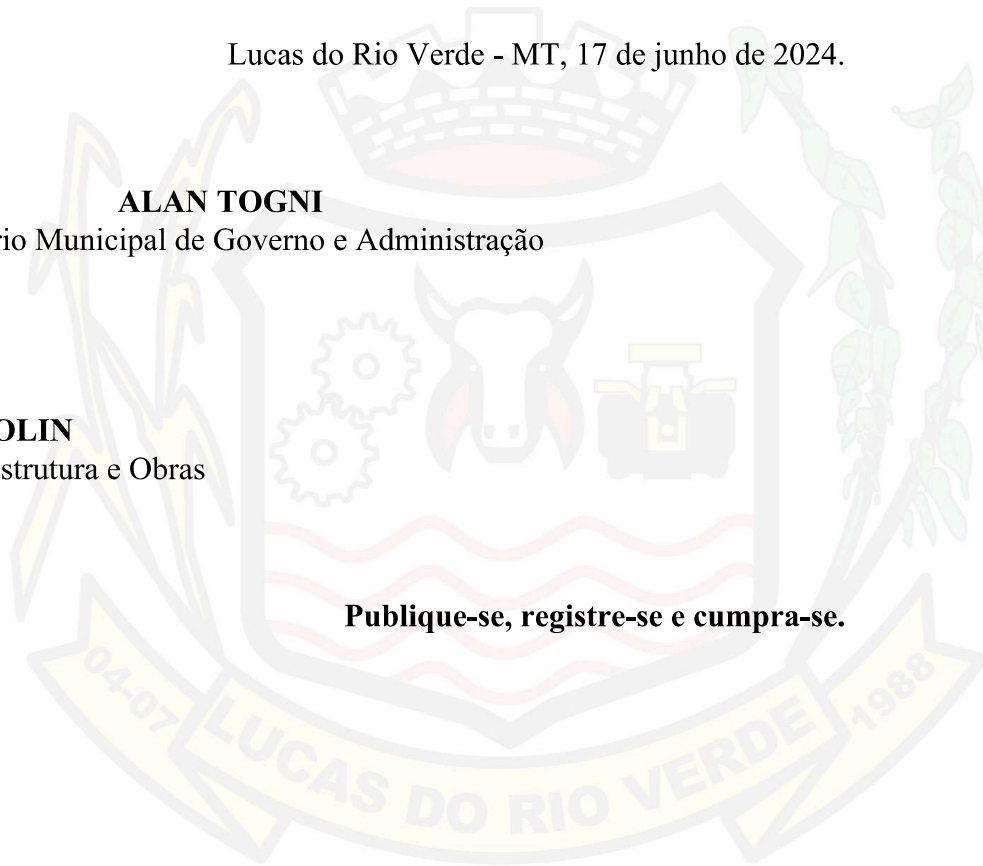 Lucas do Rio Verde - MT, 17 de junho de 2024.
ALAN TOGNI
rio Municipal de Governo e Administração
OLIN
strutura e Obras
Publique-se, registre-se e cumpra-se.
04-07
LUCAS DO RIO VERDE
1988